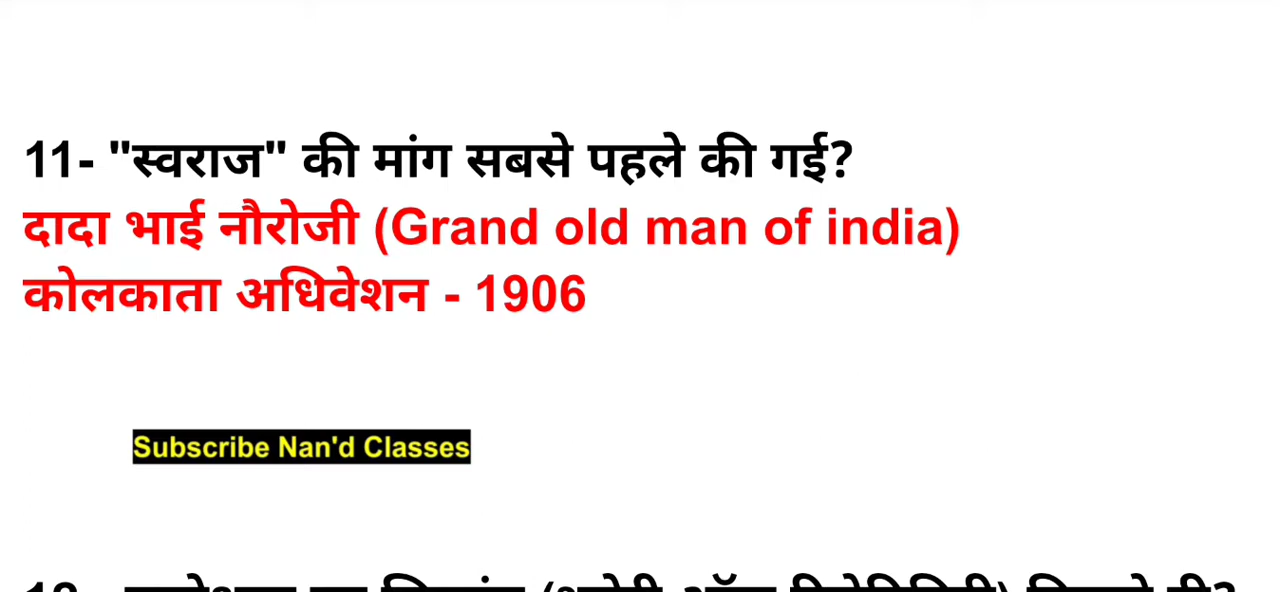 11- "स्वराज" की मांग सबसे पहले की गई?
दादा भाई नौरोजी (Grand old man of india)
कोलकाता अधिवेशन - 1906
Subscribe Nan'd Classes